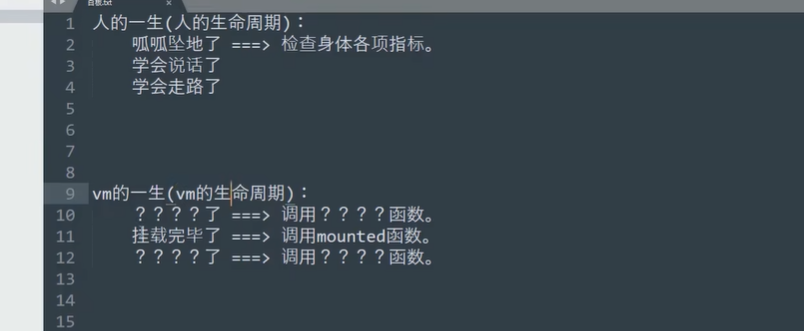 百板.txt ×
1 人的一生(人的生命周期)：
2 呱呱坠地了 ===> 检查身体各项指标。
3 学会说话了
4 学会走路了
5
6
7
8
9 vm的一生(vm的生命周期)：
10 ？？？？了 ===> 调用？？？？函数。
11 挂载完毕了 ===> 调用mounted函数。
12 ？？？？了 ===> 调用？？？？函数。
13
14
15